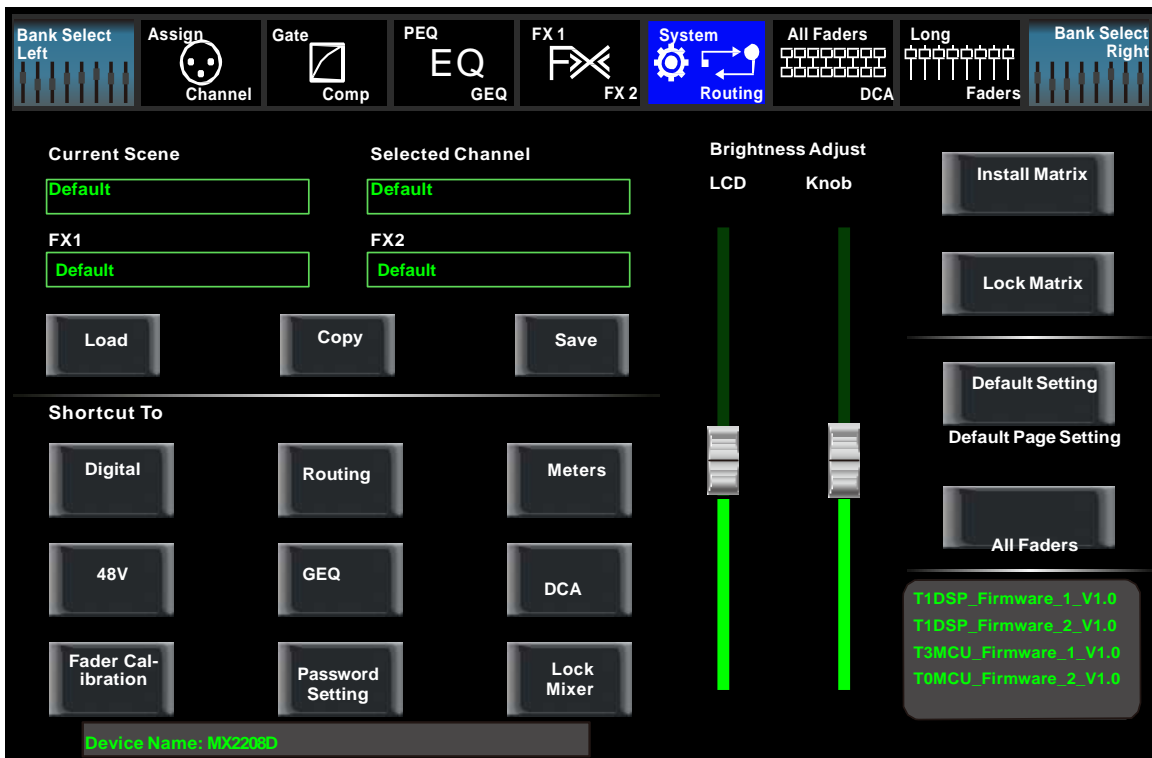 Bank Select
Left
Assign
Channel
Gate
Comp
PEQ
EQ
GEQ
FX 1
FX
FX 2
System
Routing
All Faders
DCA
Long
Faders
Bank Select
Right
Current Scene
Selected Channel
Default
Default
FX1
FX2
Default
Default
Load
Copy
Save
Brightness Adjust
LCD
Knob
Install Matrix
Lock Matrix
Default Setting
Default Page Setting
All Faders
Shortcut To
Digital
Routing
Meters
48V
GEQ
DCA
Fader Cal-
ibration
Password
Setting
Lock
Mixer
T1DSP_Firmware_1_V1.0
T1DSP_Firmware_2_V1.0
T3MCU_Firmware_1_V1.0
T0MCU_Firmware_2_V1.0
Device Name: MX2208D